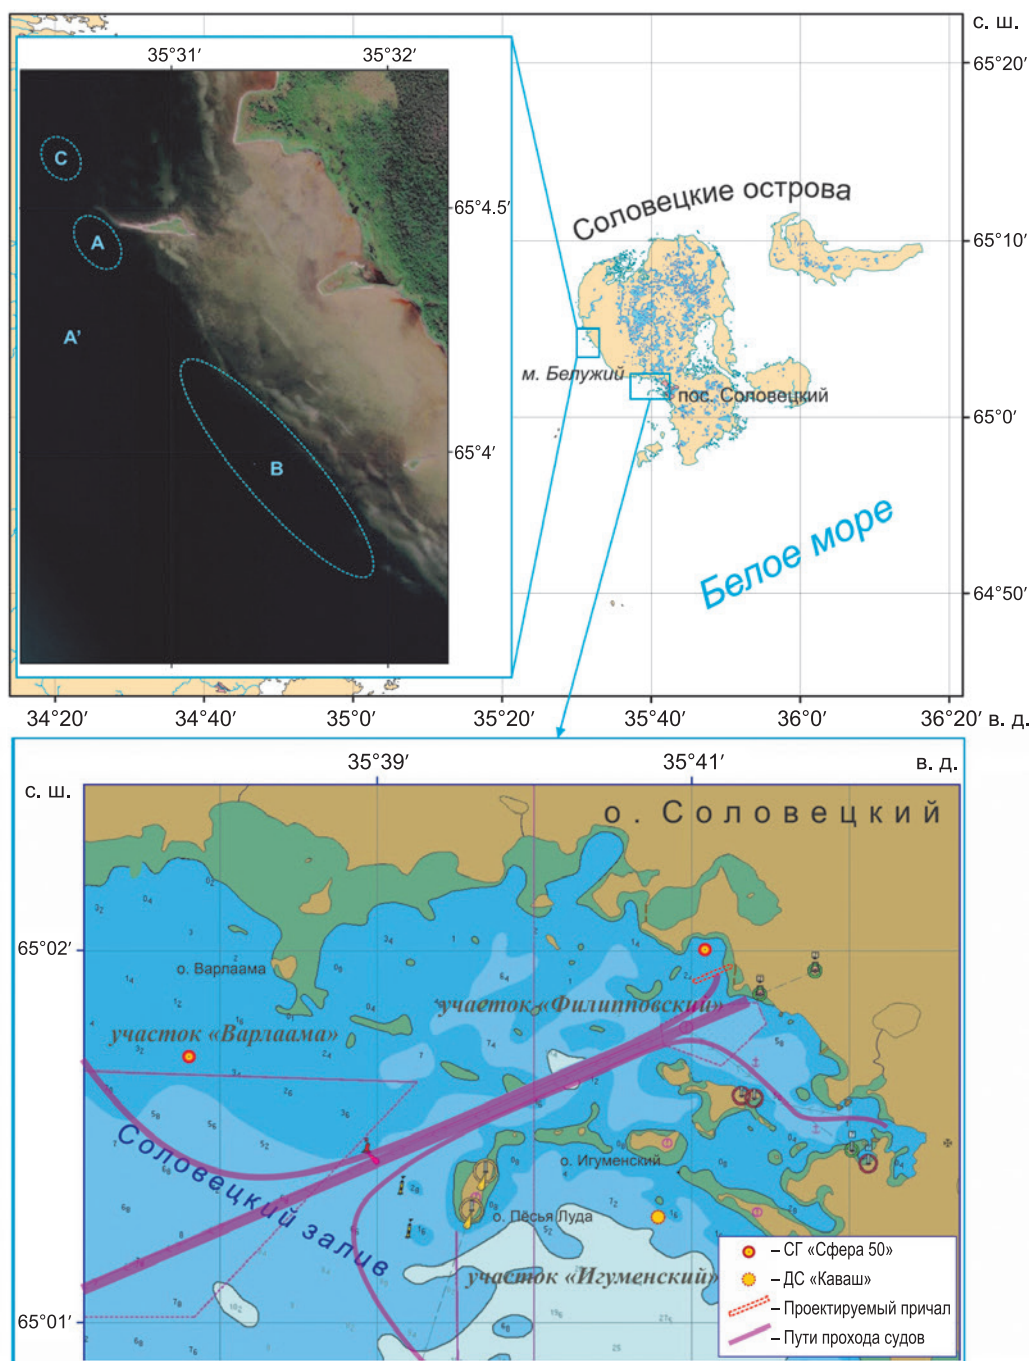 с. ш.
35°31′
35°32′
65°20′
C
65°4.5′
A
Соловецкие острова
65°10′
A′
м. Белужий
пос. Соловецкий
65°0′
65°4′
B
Белое море
64°50′
34°20′
34°40′
35°0′
35°20′
35°40′
36°0′
36°20′ в. д.
35°39′
35°41′
в. д.
с. ш.
о. Соловецкий
65°02′
о. Варлаама
участок «Филипповский»
участок «Варлаама»
Соловецкий залив
о. Игуменский
о. Пёсья Луда
участок «Игуменский»
65°01′
– СГ «Сфера 50»
– ДС «Каваш»
– Проектируемый причал
– Пути прохода судов